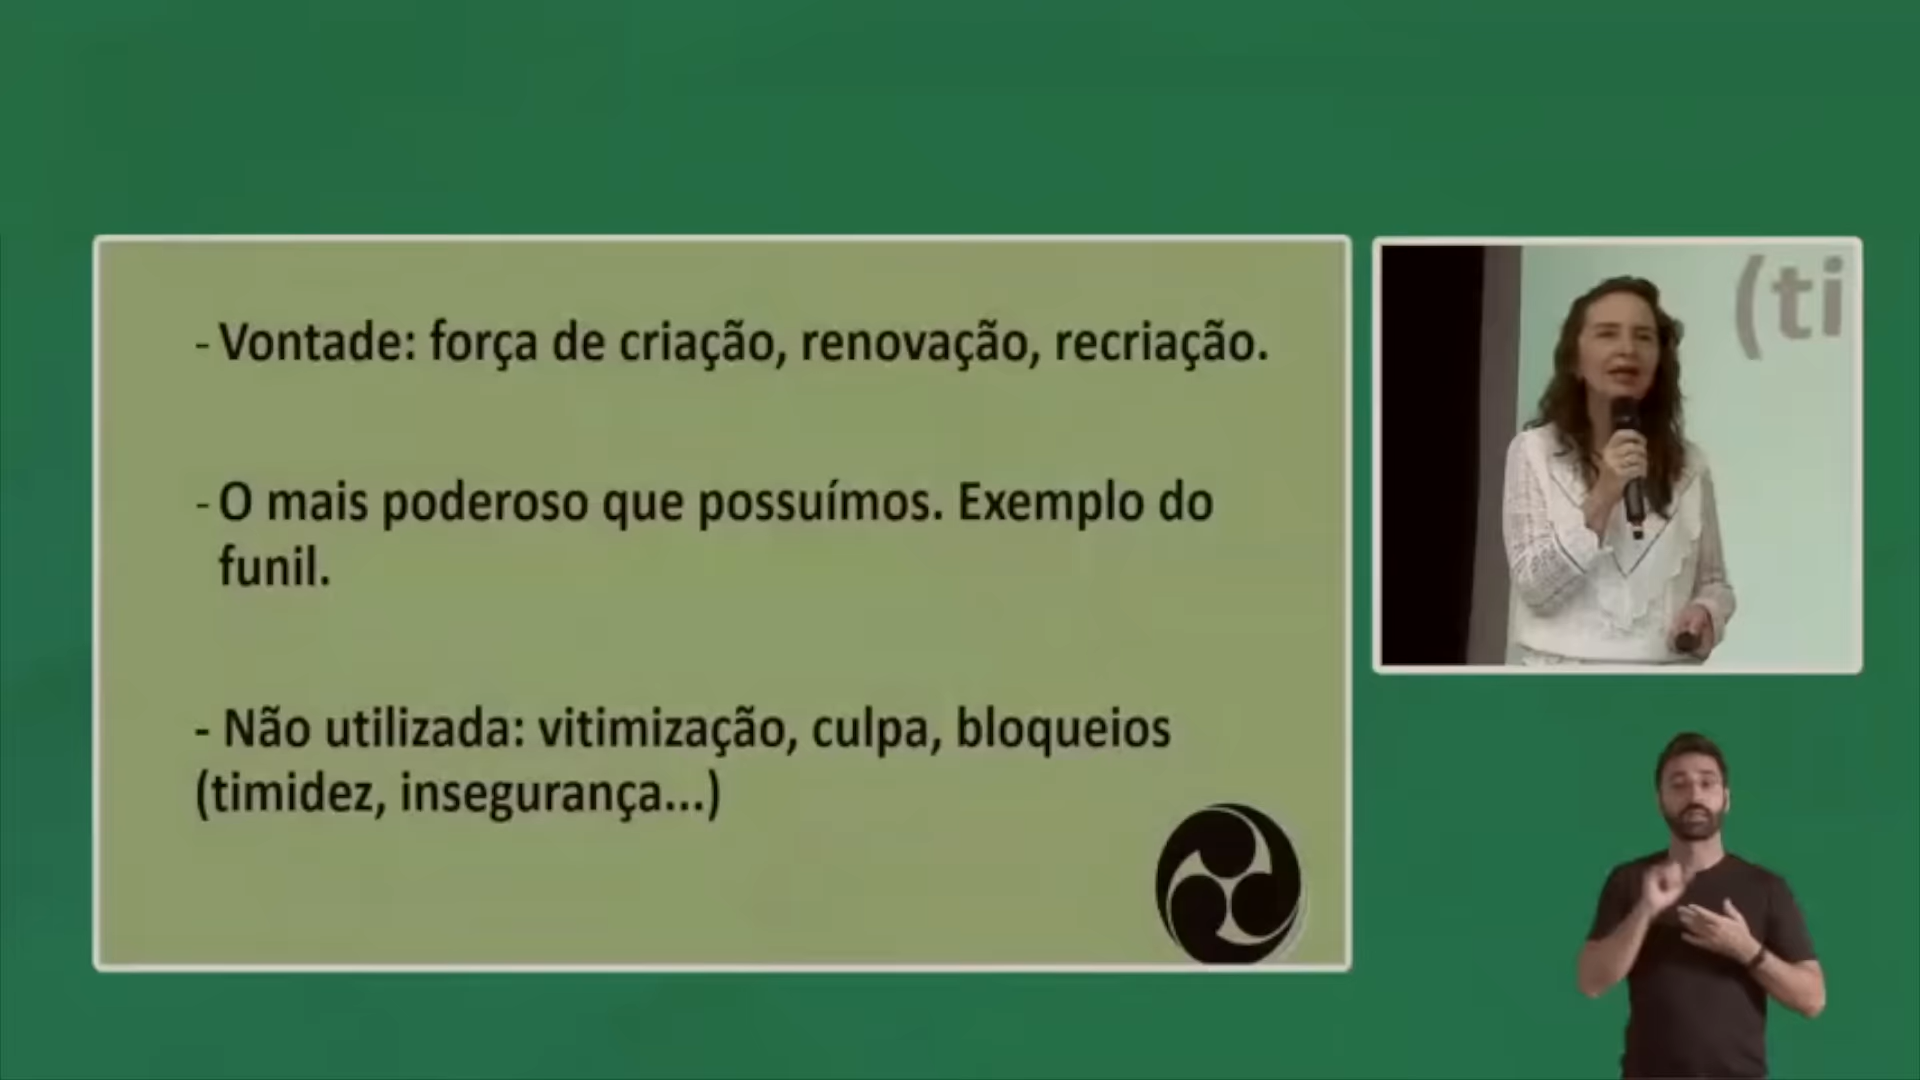 - Vontade: força de criação, renovação, recriação.
- O mais poderoso que possuímos. Exemplo do
funil.
- Não utilizada: vitimização, culpa, bloqueios
(timidez, insegurança...)
(ti